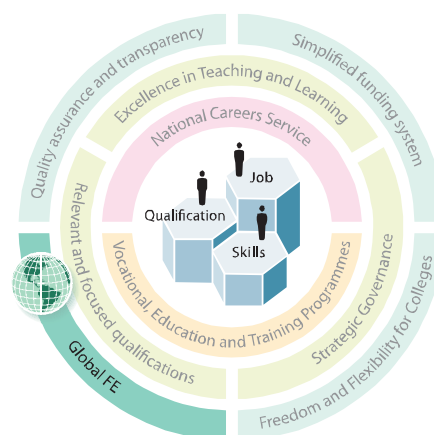 Quality assurance and transparency
Simplified funding system
Excellence in Teaching and Learning
National Careers Service
Job
Qualification
Skills
Relevant and focused qualifications
Vocational, Education and Training Programmes
Strategic Governance
Global FE
Freedom and Flexibility for Colleges